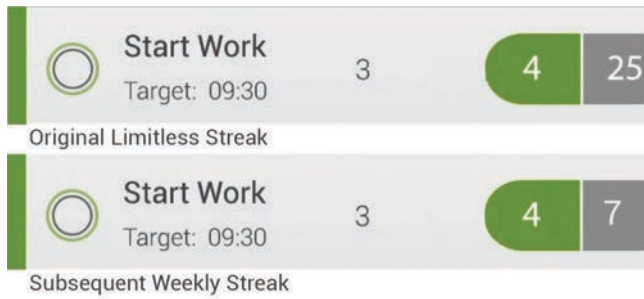 Start Work
Target: 09:30
3
4
25
Original Limitless Streak
Start Work
Target: 09:30
3
4
7
Subsequent Weekly Streak